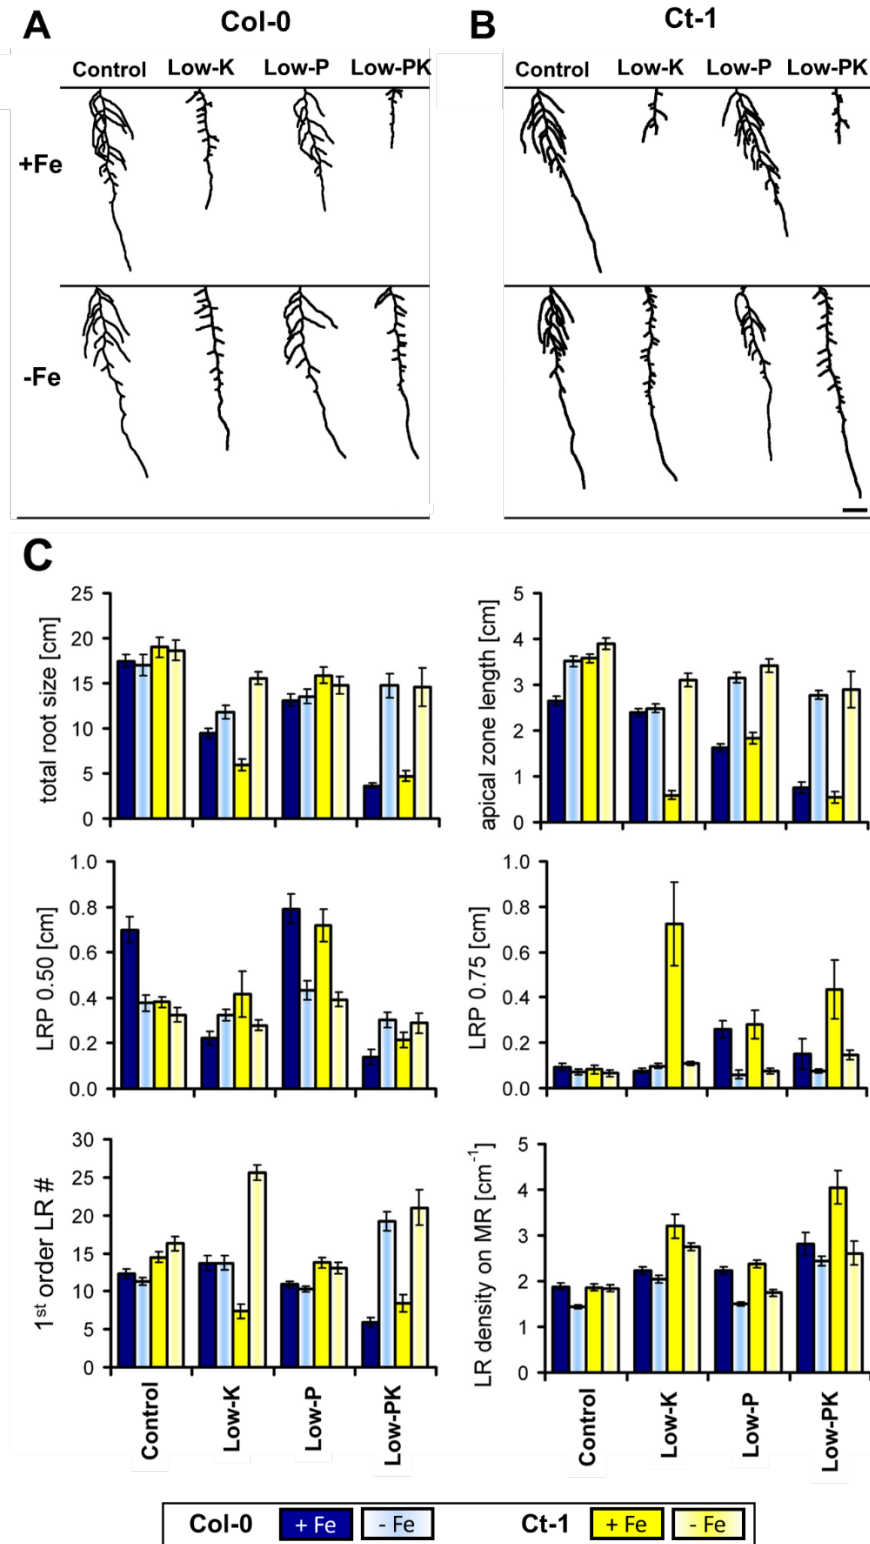 A Col-0
Control Low-K Low-P Low-PK
+Fe
-Fe
B Ct-1
Control Low-K Low-P Low-PK
C
total root size [cm]
25
20
15
10
5
0
apical zone length [cm]
5
4
3
2
1
0
LRP 0.50 [cm]
1.0
0.8
0.6
0.4
0.2
0.0
LRP 0.75 [cm]
1.0
0.8
0.6
0.4
0.2
0.0
1st order LR #
30
25
20
15
10
5
0
LR density on MR [cm-1]
5
4
3
2
1
0
Control Low-K Low-P Low-PK
Control Low-K Low-P Low-PK
Col-0 + Fe - Fe Ct-1 + Fe - Fe